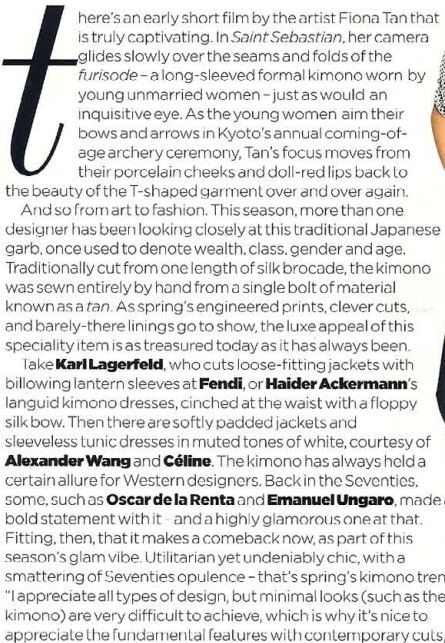 there's an early short film by the artist Fiona Tan that
is truly captivating. In Saint Sebastian, her camera
glides slowly over the seams and folds of the
furisode – a long-sleeved formal kimono worn by
young unmarried women – just as would an
inquisitive eye. As the young women aim their
bows and arrows in Kyoto's annual coming-of-
age archery ceremony, Tan's focus moves from
their porcelain cheeks and doll-red lips back to
the beauty of the T-shaped garment over and over again.
And so from art to fashion. This season, more than one
designer has been looking closely at this traditional Japanese
garb, once used to denote wealth, class, gender and age.
Traditionally cut from one length of silk brocade, the kimono
was sewn entirely by hand from a single bolt of material
known as a tan. As spring's engineered prints, clever cuts,
and barely-there linings go to show, the luxe appeal of this
speciality item is as treasured today as it has always been.
Take Karl Lagerfeld, who cuts loose-fitting jackets with
billowing lantern sleeves at Fendi, or Haider Ackermann's
languid kimono dresses, cinched at the waist with a floppy
silk bow. Then there are softly padded jackets and
sleeveless tunic dresses in muted tones of white, courtesy of
Alexander Wang and Céline. The kimono has always held a
certain allure for Western designers. Back in the Seventies,
some, such as Oscar de la Renta and Emanuel Ungaro, made a
bold statement with it – and a highly glamorous one at that.
Fitting, then, that it makes a comeback now, as part of this
season's glam vibe. Utilitarian yet undeniably chic, with a
smattering of Seventies opulence – that's spring's kimono tren
"I appreciate all types of design, but minimal looks (such as the
kimono) are very difficult to achieve, which is why it's nice to
appreciate the fundamental features with contemporary cuts,